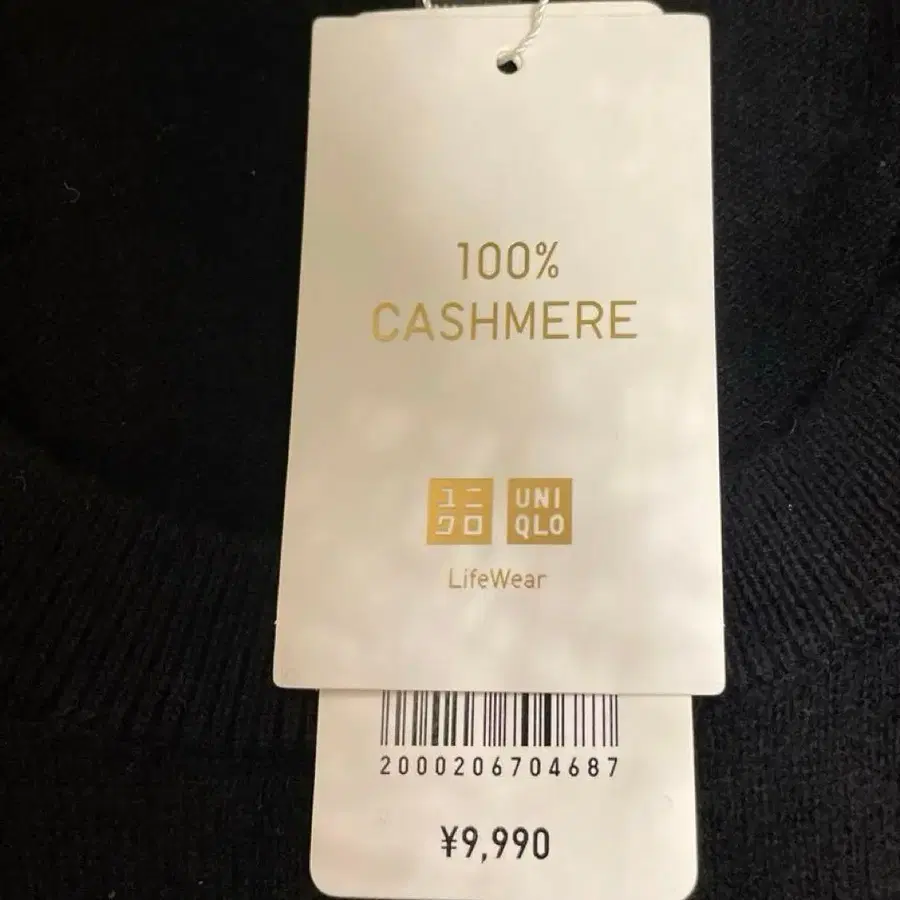 100%
CASHMERE
ユニ UNI
クロ QLO
LifeWear
2000206704687
¥9,990